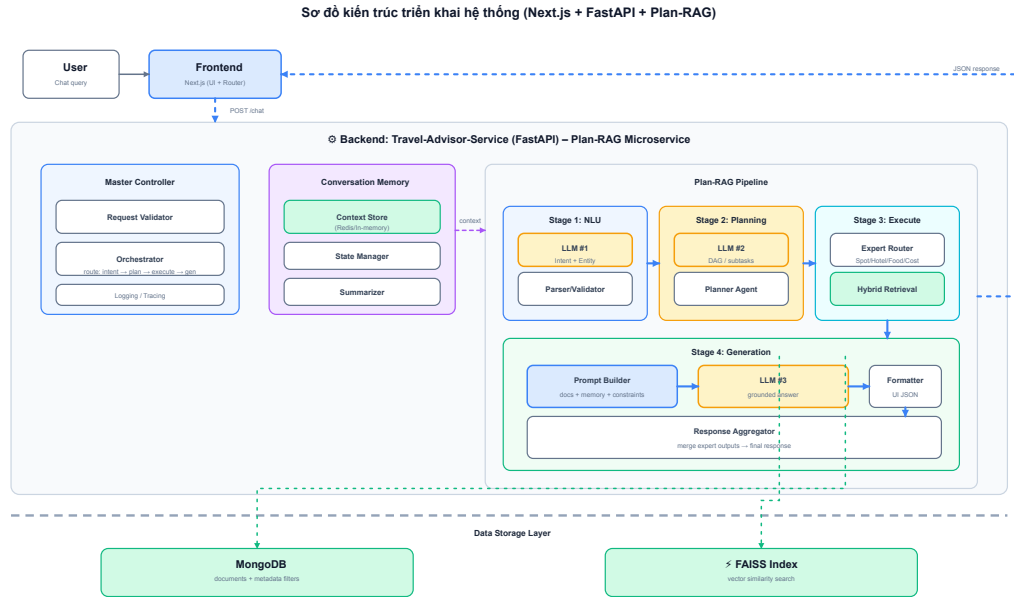 Sơ đồ kiến trúc triển khai hệ thống (Next.js + FastAPI + Plan-RAG)
User
Chat query
Frontend
Next.js (UI + Router)
JSON response
POST /chat
⚙ Backend: Travel-Advisor-Service (FastAPI) – Plan-RAG Microservice
Master Controller
Request Validator
Orchestrator
route: intent → plan → execute → gen
Logging / Tracing
Conversation Memory
Context Store
(Redis/In-memory)
State Manager
Summarizer
context
Plan-RAG Pipeline
Stage 1: NLU
LLM #1
Intent + Entity
Parser/Validator
Stage 2: Planning
LLM #2
DAG / subtasks
Planner Agent
Stage 3: Execute
Expert Router
Spot/Hotel/Food/Cost
Hybrid Retrieval
Stage 4: Generation
Prompt Builder
docs + memory + constraints
LLM #3
grounded answer
Formatter
UI JSON
Response Aggregator
merge expert outputs → final response
Data Storage Layer
MongoDB
documents + metadata filters
⚡ FAISS Index
vector similarity search